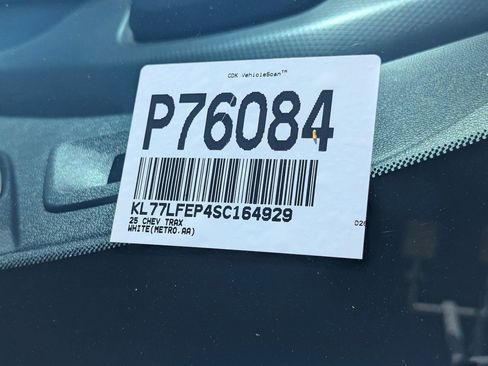 CDK VehicleScan™
P76084
KL77LFEP4SC164929
25 CHEV TRAX
WHITE(METRO.AA)